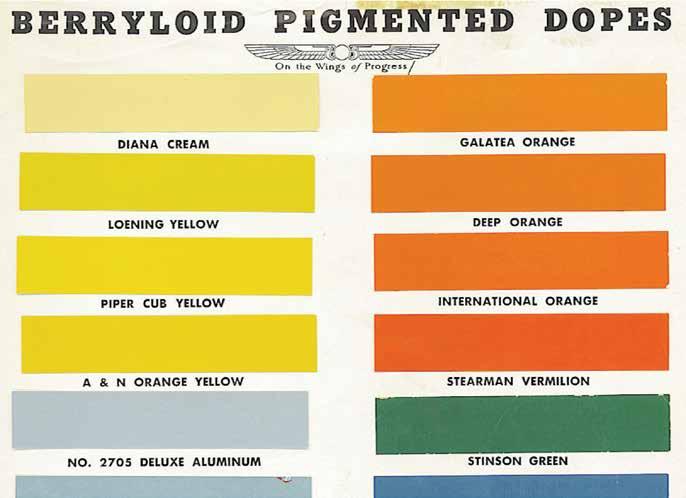 BERRYLOID PIGMENTED DOPES
On the Wings of Progress
DIANA CREAM
GALATEA ORANGE
LOENING YELLOW
DEEP ORANGE
PIPER CUB YELLOW
INTERNATIONAL ORANGE
A & N ORANGE YELLOW
STEARMAN VERMILION
NO. 2705 DELUXE ALUMINUM
STINSON GREEN